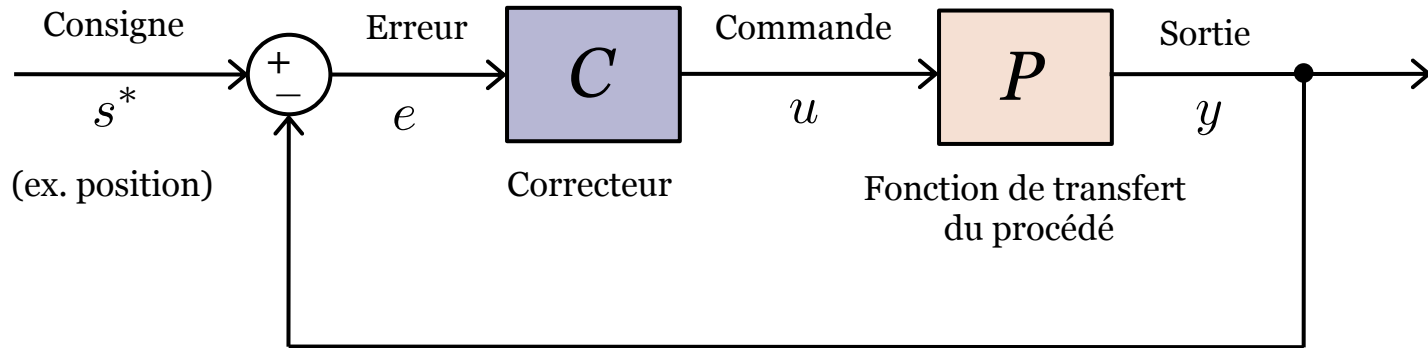 Consigne
Erreur
Commande
Sortie
+
−
C
P
s*
e
u
y
(ex. position)
Correcteur
Fonction de transfert
du procédé